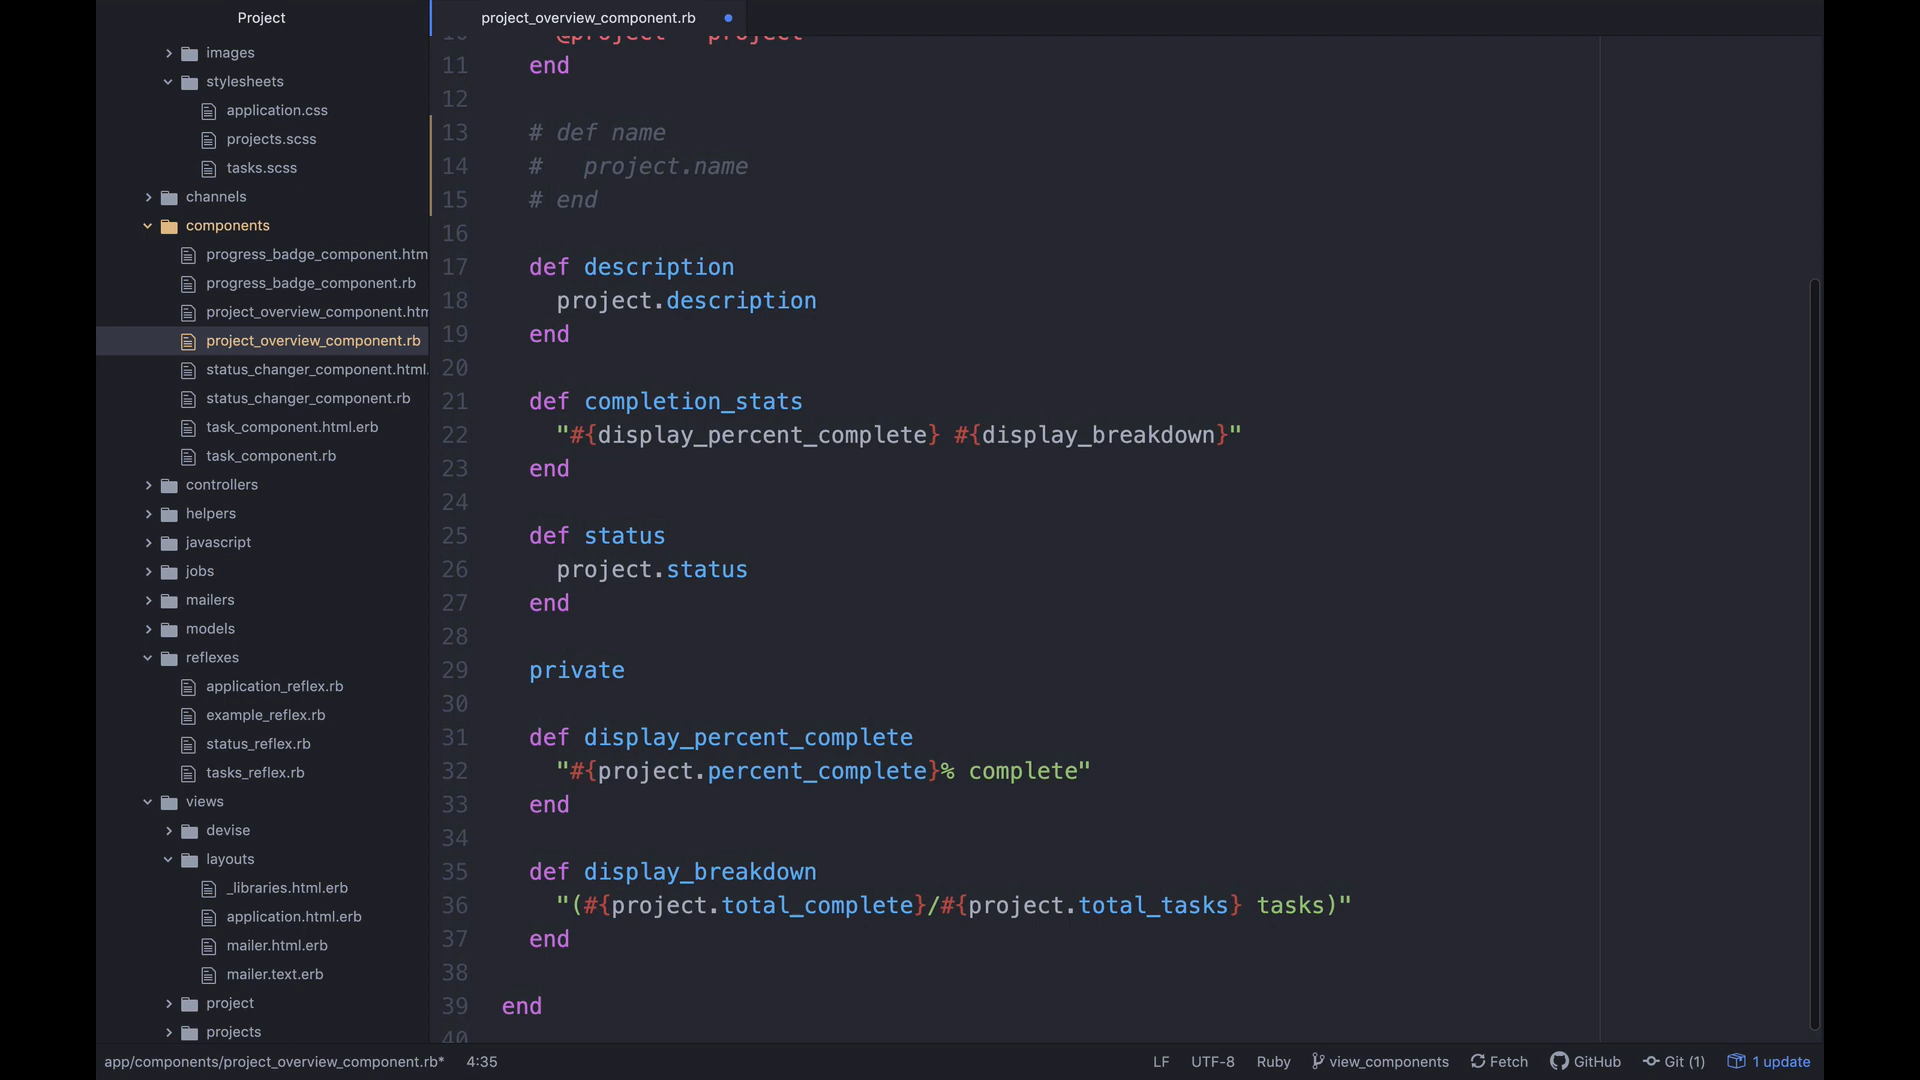 Project
project_overview_component.rb
images
stylesheets
application.css
projects.scss
tasks.scss
channels
components
progress_badge_component.htm
progress_badge_component.rb
project_overview_component.htm
project_overview_component.rb
status_changer_component.html.
status_changer_component.rb
task_component.html.erb
task_component.rb
controllers
helpers
javascript
jobs
mailers
models
reflexes
application_reflex.rb
example_reflex.rb
status_reflex.rb
tasks_reflex.rb
views
devise
layouts
_libraries.html.erb
application.html.erb
mailer.html.erb
mailer.text.erb
project
projects
10     @project = project
11   end
12
13   # def name
14   #   project.name
15   # end
16
17   def description
18     project.description
19   end
20
21   def completion_stats
22     "#{display_percent_complete} #{display_breakdown}"
23   end
24
25   def status
26     project.status
27   end
28
29   private
30
31   def display_percent_complete
32     "#{project.percent_complete}% complete"
33   end
34
35   def display_breakdown
36     "(#{project.total_complete}/#{project.total_tasks} tasks)"
37   end
38
39 end
40
app/components/project_overview_component.rb* 4:35 LF UTF-8 Ruby view_components Fetch GitHub Git (1) 1 update